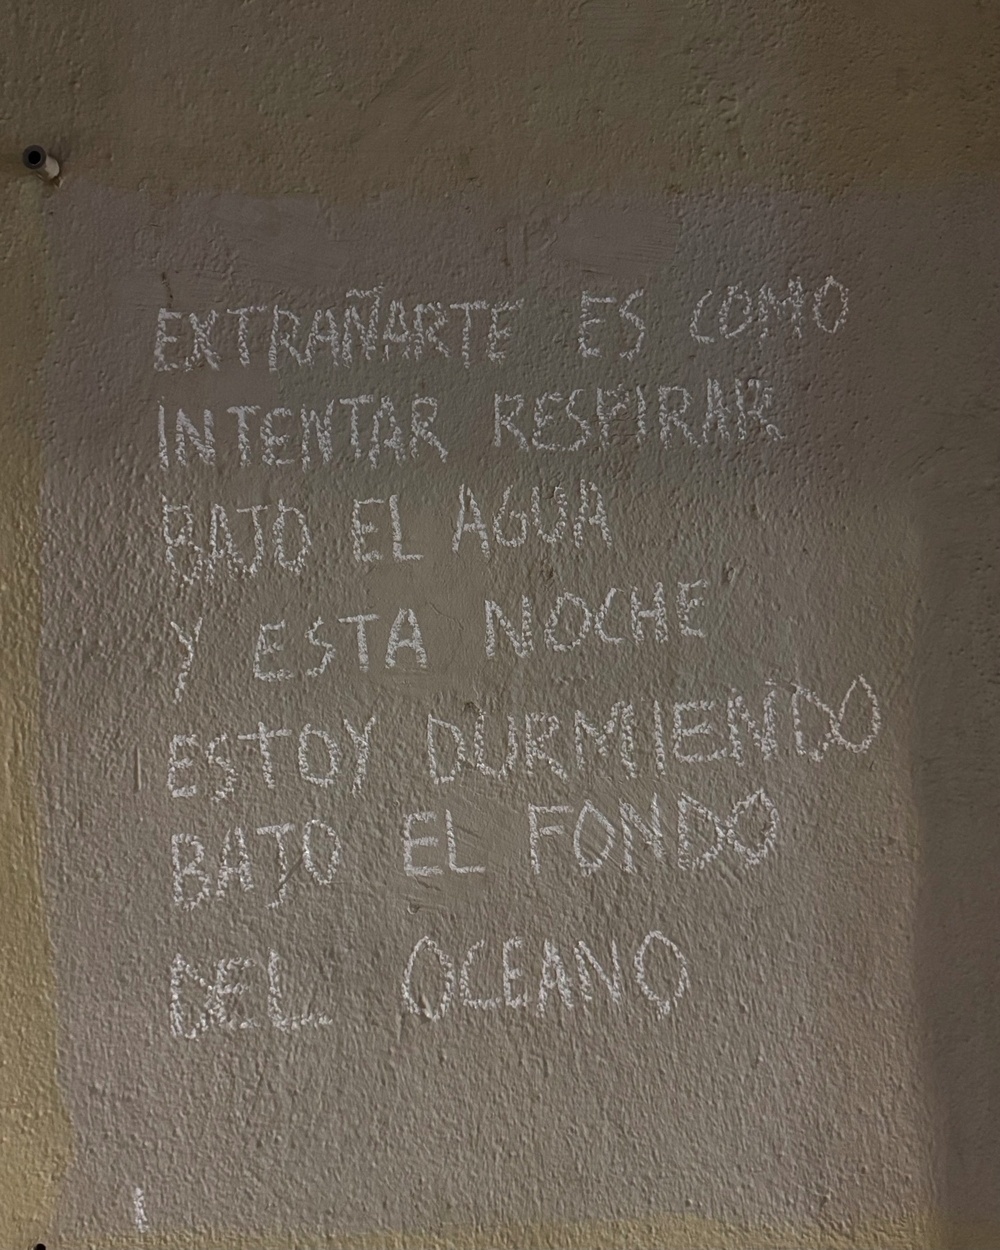 EXTRAÑARTE ES COMO
INTENTAR RESPIRAR
BAJO EL AGUA
Y ESTA NOCHE
ESTOY DURMIENDO
BAJO EL FONDO
DEL OCEANO